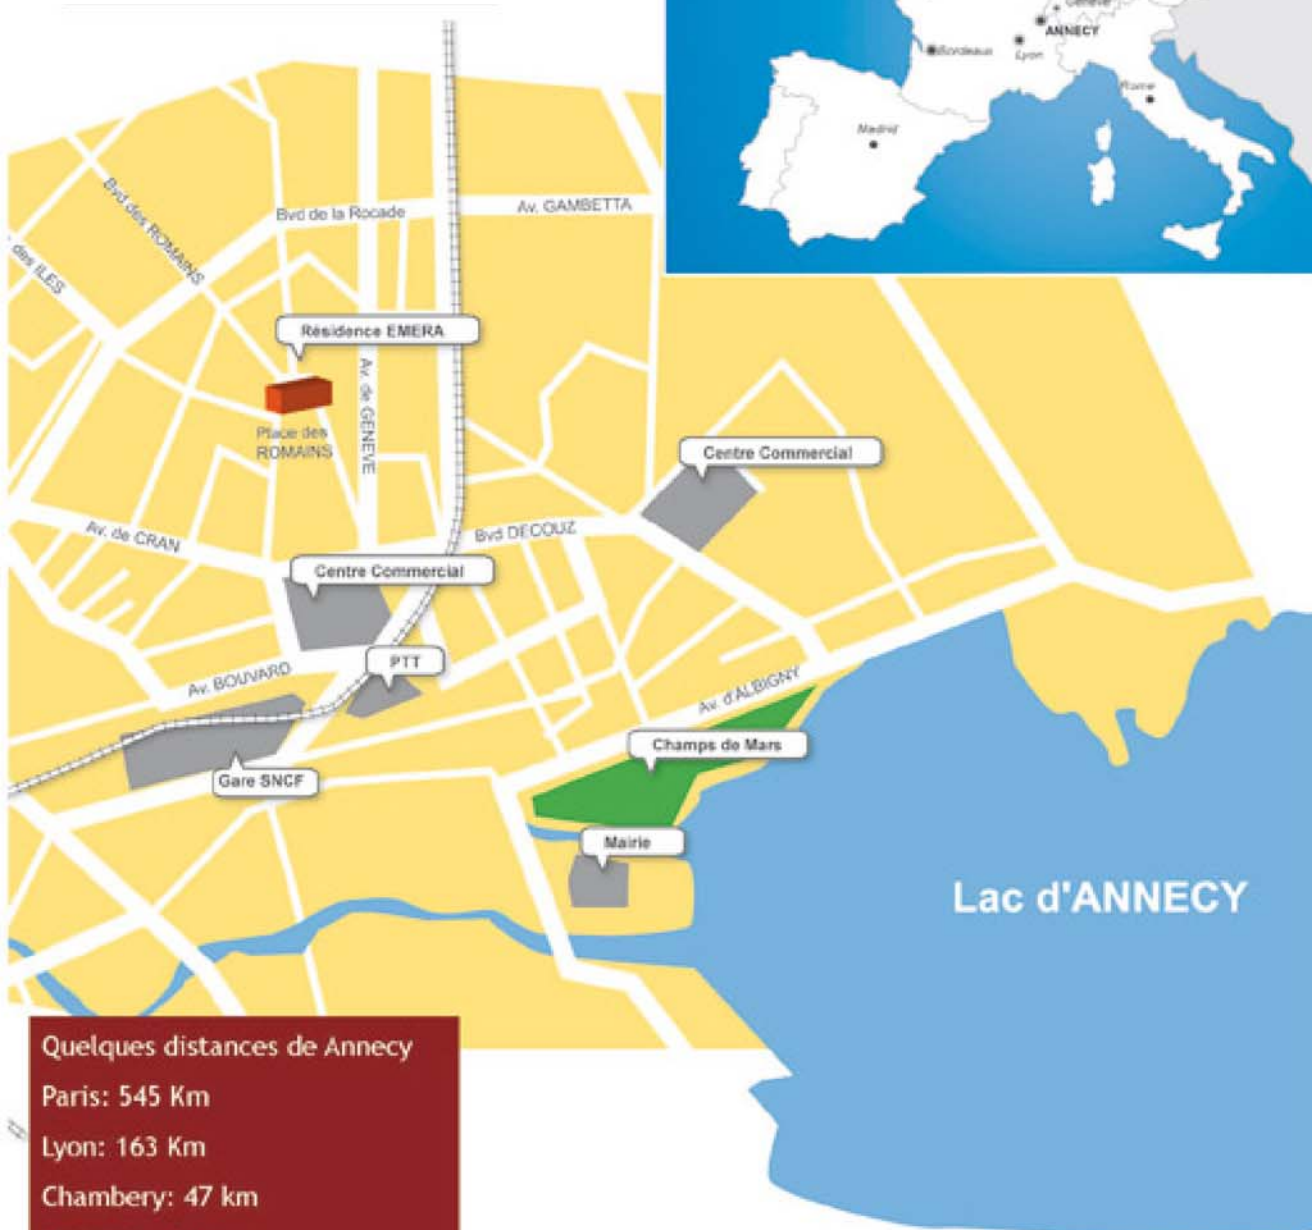 Genève
ANNECY
Bordeaux
Lyon
Rome
Madrid
Bvd des ROMAINS
Bvd de la Rocade
Av. GAMBETTA
des ILES
Résidence EMERA
Av. de GENEVE
Place des
ROMAINS
Centre Commercial
Av. de CRAN
Bvd DECOUZ
Centre Commercial
PTT
Av. BOUVARD
Av. d'ALBIGNY
Champs de Mars
Gare SNCF
Mairie
Lac d'ANNECY
Quelques distances de Annecy
Paris: 545 Km
Lyon: 163 Km
Chambery: 47 km